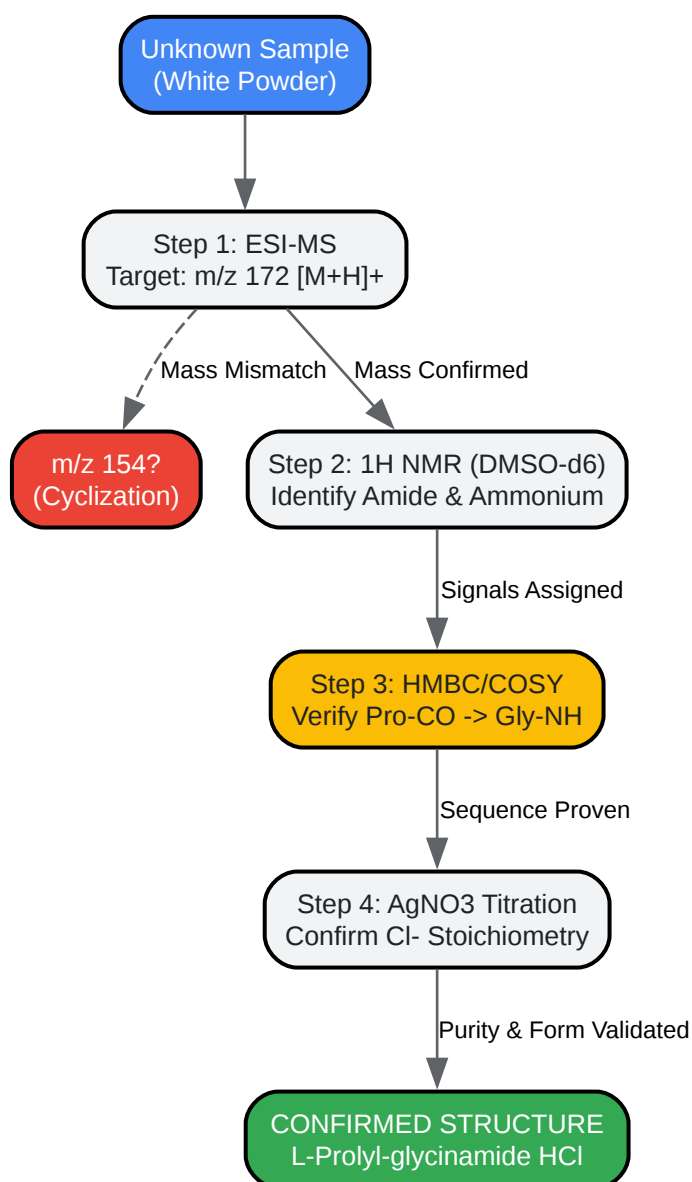 Unknown Sample
(White Powder)
Step 1: ESI-MS
Target: m/z 172 [M+H]+
Mass Mismatch
Mass Confirmed
m/z 154?
(Cyclization)
Step 2: 1H NMR (DMSO-d6)
Identify Amide & Ammonium
Signals Assigned
Step 3: HMBC/COSY
Verify Pro-CO -> Gly-NH
Sequence Proven
Step 4: AgNO3 Titration
Confirm Cl- Stoichiometry
Purity & Form Validated
CONFIRMED STRUCTURE
L-Prolyl-glycinamide HCl